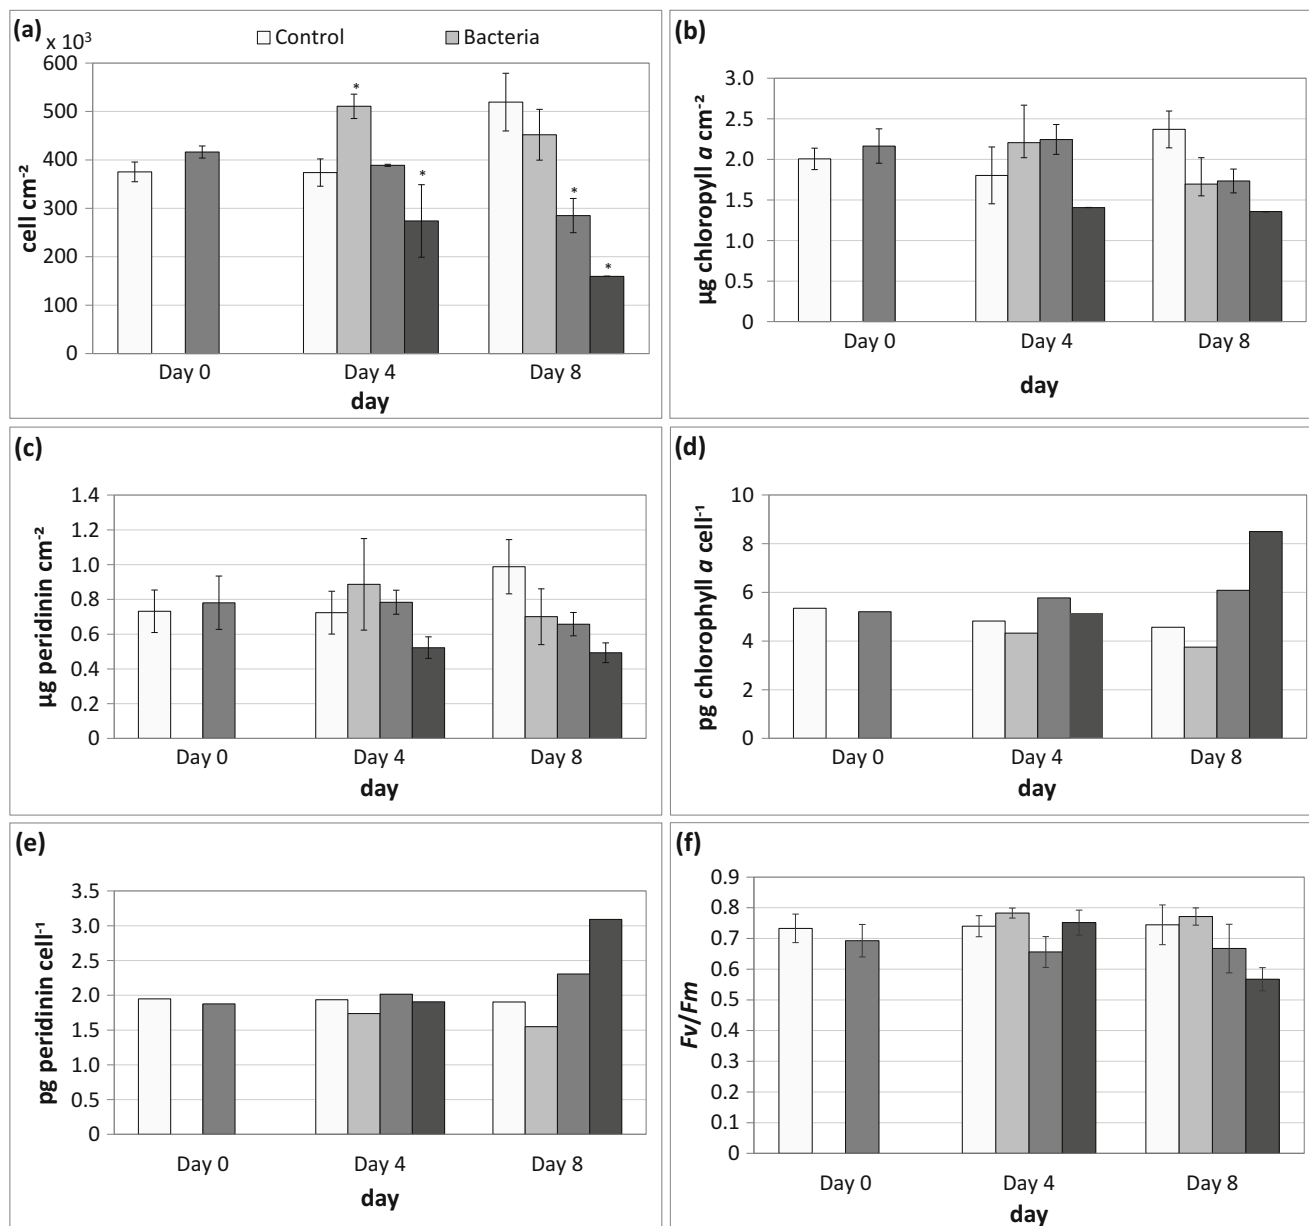 (a)
x 10³
Control
Bacteria
600
500
400
300
200
100
0
cell cm⁻²
*
*
*
*
Day 0
Day 4
Day 8
day
(b)
3.0
2.5
2.0
1.5
1.0
0.5
0
µg chloropyll a cm⁻²
Day 0
Day 4
Day 8
day
(c)
1.4
1.2
1.0
0.8
0.6
0.4
0.2
0
µg peridinin cm⁻²
Day 0
Day 4
Day 8
day
(d)
10
8
6
4
2
0
pg chlorophyll a cell⁻¹
Day 0
Day 4
Day 8
day
(e)
3.5
3.0
2.5
2.0
1.5
1.0
0.5
0
pg peridinin cell⁻¹
Day 0
Day 4
Day 8
day
(f)
0.9
0.8
0.7
0.6
0.5
0.4
0.3
0.2
0.1
0
Fv/Fm
Day 0
Day 4
Day 8
day